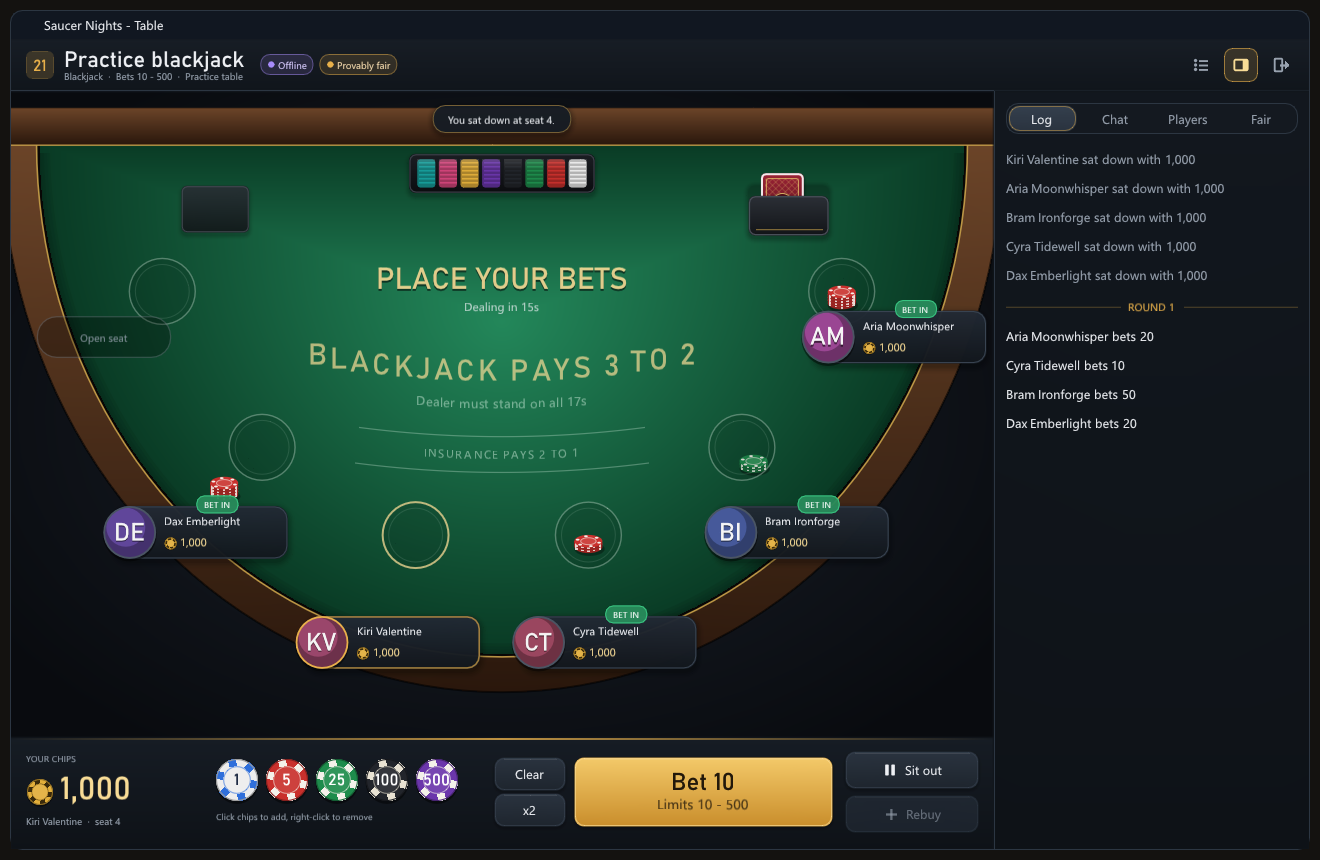 Saucer Nights - Table
21
Practice blackjack
Blackjack · Bets 10 - 500 · Practice table
Offline
Provably fair
You sat down at seat 4.
PLACE YOUR BETS
Dealing in 15s
BLACKJACK PAYS 3 TO 2
Dealer must stand on all 17s
INSURANCE PAYS 2 TO 1
Open seat
BET IN
AM
Aria Moonwhisper
1,000
BET IN
DE
Dax Emberlight
1,000
BET IN
BI
Bram Ironforge
1,000
KV
Kiri Valentine
1,000
BET IN
CT
Cyra Tidewell
1,000
YOUR CHIPS
1,000
Kiri Valentine · seat 4
1 5 25 100 500
Click chips to add, right-click to remove
Clear
x2
Bet 10
Limits 10 - 500
Sit out
Rebuy
Log Chat Players Fair
Kiri Valentine sat down with 1,000
Aria Moonwhisper sat down with 1,000
Bram Ironforge sat down with 1,000
Cyra Tidewell sat down with 1,000
Dax Emberlight sat down with 1,000
ROUND 1
Aria Moonwhisper bets 20
Cyra Tidewell bets 10
Bram Ironforge bets 50
Dax Emberlight bets 20